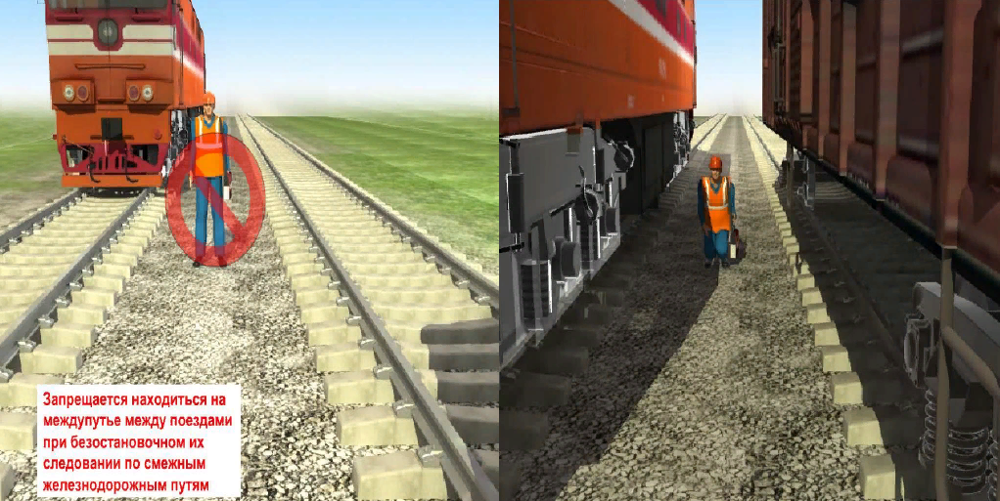 Запрещается находиться на
междупутье между поездами
при безостановочном их
следовании по смежным
железнодорожным путям